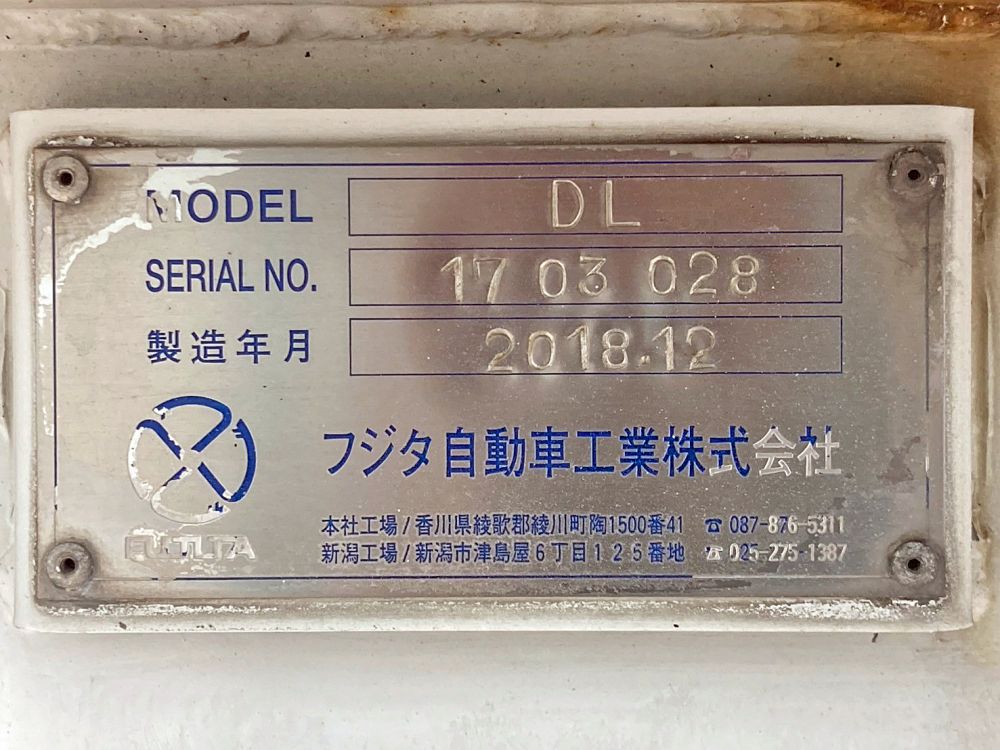 MODEL DL
SERIAL NO. 17 03 028
製造年月 2018.12
フジタ自動車工業株式会社
本社工場/香川県綾歌郡綾川町陶1500番41 ☎ 087-876-5311
新潟工場/新潟市津島屋6丁目125番地 ☎ 025-275-1387
FUJITA